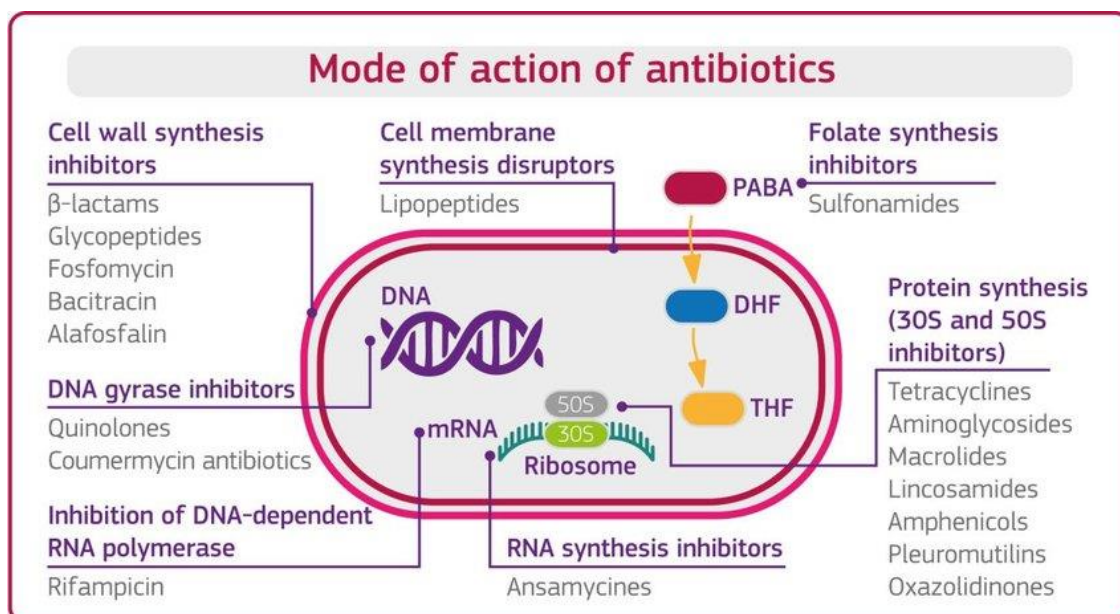 Mode of action of antibiotics
Cell wall synthesis
inhibitors
β-lactams
Glycopeptides
Fosfomycin
Bacitracin
Alafosfalin
Cell membrane
synthesis disruptors
Lipopeptides
Folate synthesis
inhibitors
Sulfonamides
PABA
DHF
THF
DNA
DNA gyrase inhibitors
Quinolones
Coumermycin antibiotics
mRNA
50S
30S
Ribosome
Protein synthesis
(30S and 50S
inhibitors)
Tetracyclines
Aminoglycosides
Macrolides
Lincosamides
Amphenicols
Pleuromutilins
Oxazolidinones
Inhibition of DNA-dependent
RNA polymerase
Rifampicin
RNA synthesis inhibitors
Ansamycines